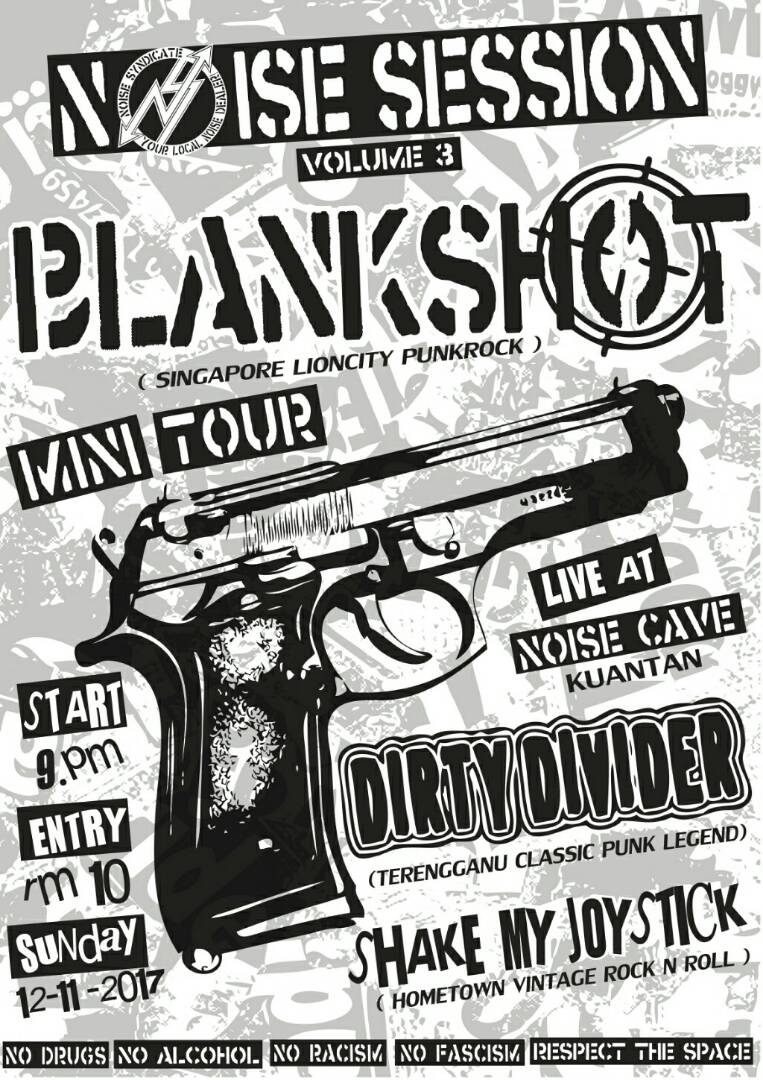 NOISE SESSION
NOISE SYNDICATE
YOUR LOCAL NOISE
VOLUME 3
BLANKSHOT
( SINGAPORE LIONCITY PUNKROCK )
MINI TOUR
LIVE AT
NOISE CAVE
KUANTAN
START
9.pm
ENTRY
rm 10
SuNday
12-11-2017
DIRTY DIVIDER
(TERENGGANU CLASSIC PUNK LEGEND)
SHAKE MY JOYSTICK
( HOMETOWN VINTAGE ROCK N ROLL )
NO DRUGS NO ALCOHOL NO RACISM NO FASCISM RESPECT THE SPACE